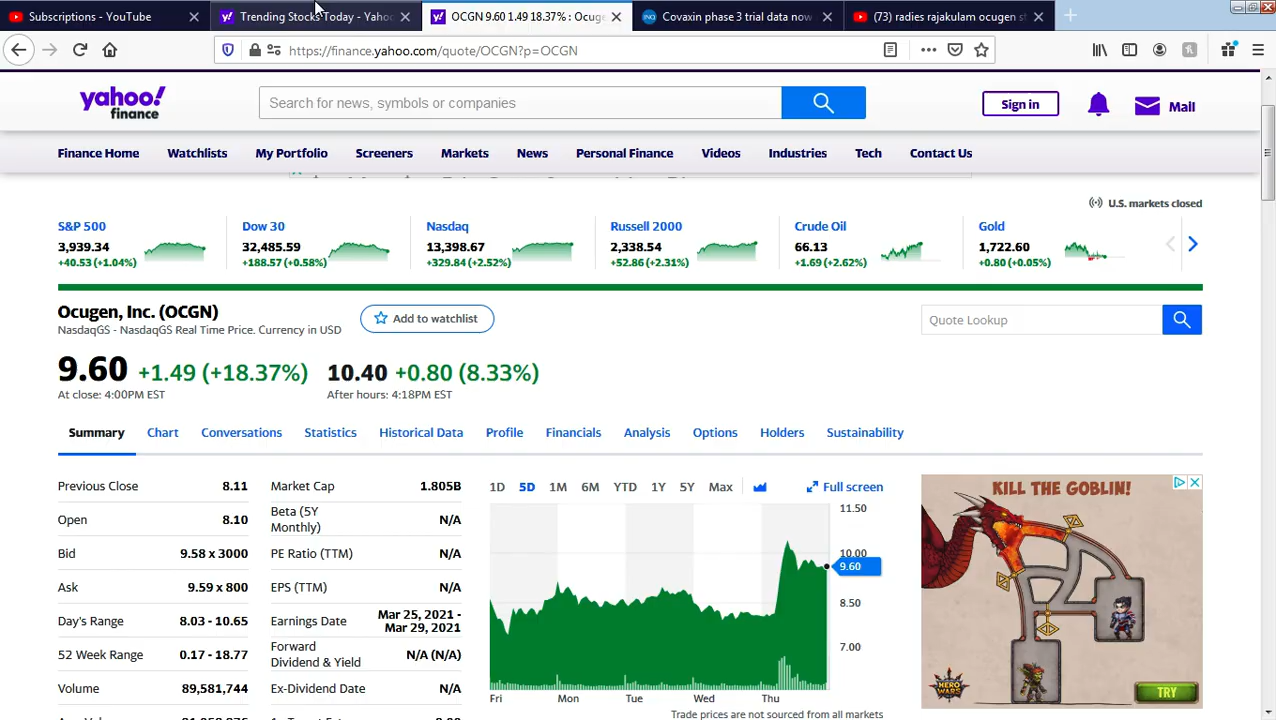 Subscriptions - YouTube
Trending Stocks Today - Yahoo
OCGN 9.60 1.49 18.37% : Ocuge
Covaxin phase 3 trial data now
(73) radies rajakulam ocugen st
https://finance.yahoo.com/quote/OCGN?p=OCGN
yahoo!
finance
Search for news, symbols or companies
Sign in
Mail
Finance Home
Watchlists
My Portfolio
Screeners
Markets
News
Personal Finance
Videos
Industries
Tech
Contact Us
U.S. markets closed
S&P 500
3,939.34
+40.53 (+1.04%)
Dow 30
32,485.59
+188.57 (+0.58%)
Nasdaq
13,398.67
+329.84 (+2.52%)
Russell 2000
2,338.54
+52.86 (+2.31%)
Crude Oil
66.13
+1.69 (+2.62%)
Gold
1,722.60
+0.80 (+0.05%)
Ocugen, Inc. (OCGN)
NasdaqGS - NasdaqGS Real Time Price. Currency in USD
Add to watchlist
Quote Lookup
9.60 +1.49 (+18.37%)
At close: 4:00PM EST
10.40 +0.80 (8.33%)
After hours: 4:18PM EST
Summary
Chart
Conversations
Statistics
Historical Data
Profile
Financials
Analysis
Options
Holders
Sustainability
Previous Close 8.11
Open 8.10
Bid 9.58 x 3000
Ask 9.59 x 800
Day's Range 8.03 - 10.65
52 Week Range 0.17 - 18.77
Volume 89,581,744
Market Cap 1.805B
Beta (5Y
Monthly) N/A
PE Ratio (TTM) N/A
EPS (TTM) N/A
Earnings Date Mar 25, 2021 -
Mar 29, 2021
Forward
Dividend & Yield N/A (N/A)
Ex-Dividend Date N/A
1D 5D 1M 6M YTD 1Y 5Y Max
Full screen
11.50
10.00
9.60
8.50
7.00
Fri Mon Tue Wed Thu
Trade prices are not sourced from all markets
KILL THE GOBLIN!
HERO
WARS
TRY